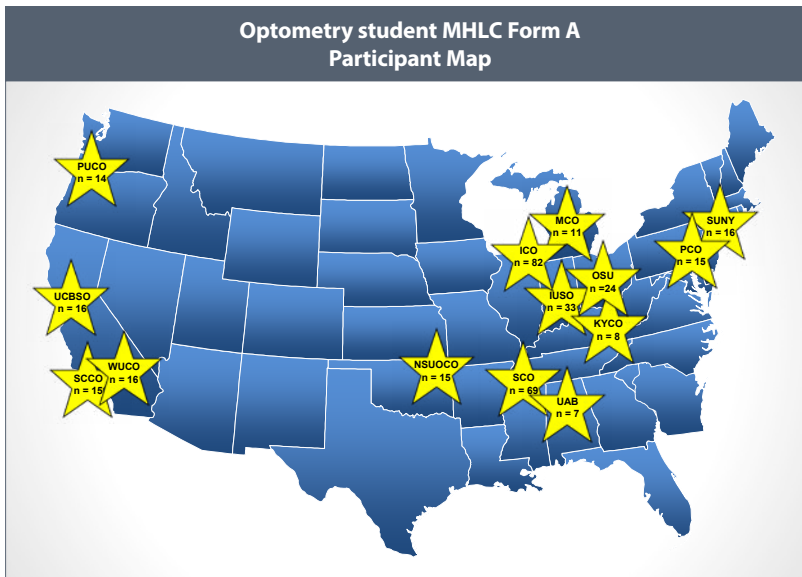 Optometry student MHLC Form A
Participant Map
PUCO
n = 14
MCO
n = 11
SUNY
n = 16
ICO
n = 82
PCO
n = 15
OSU
n =24
UCBSO
n = 16
IUSO
n = 33
KYCO
n = 8
WUCO
n = 16
SCCO
n = 15
NSUOCO
n = 15
SCO
n = 69
UAB
n = 7